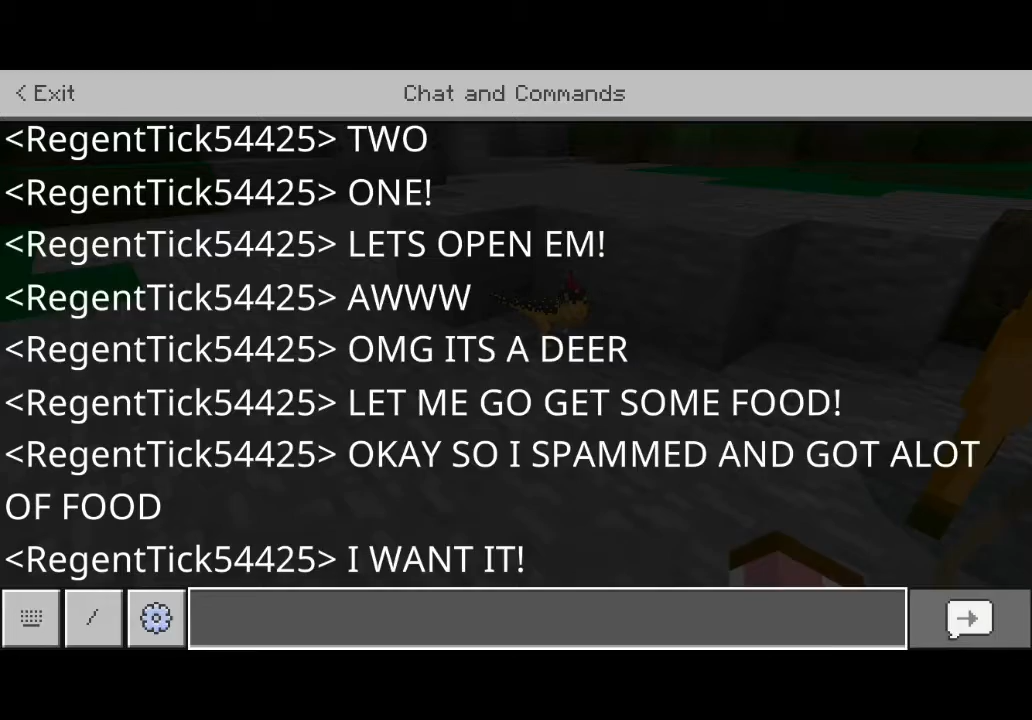 < Exit
Chat and Commands
<RegentTick54425> TWO
<RegentTick54425> ONE!
<RegentTick54425> LETS OPEN EM!
<RegentTick54425> AWWW
<RegentTick54425> OMG ITS A DEER
<RegentTick54425> LET ME GO GET SOME FOOD!
<RegentTick54425> OKAY SO I SPAMMED AND GOT ALOT
OF FOOD
<RegentTick54425> I WANT IT!
/